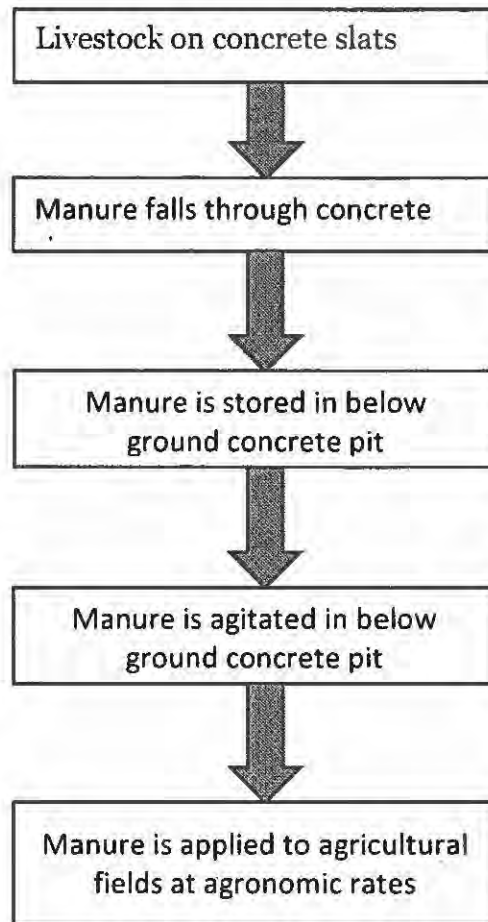 Livestock on concrete slats
Manure falls through concrete
Manure is stored in below
ground concrete pit
Manure is agitated in below
ground concrete pit
Manure is applied to agricultural
fields at agronomic rates